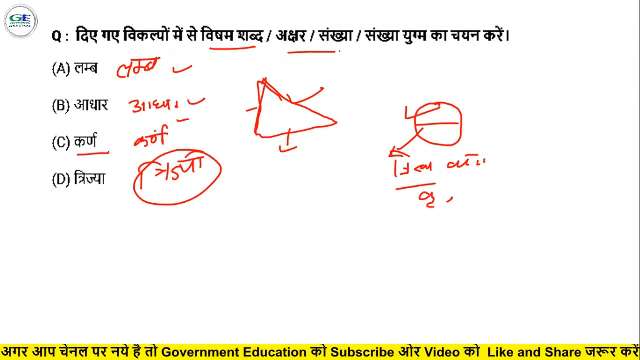 GE
Q : दिए गए विकल्पों में से विषम शब्द / अक्षर / संख्या / संख्या युग्म का चयन करें।
(A) लम्ब लम्ब
(B) आधार आधार
(C) कर्ण कर्ण
(D) त्रिज्या त्रिज्या
अगर आप चेनल पर नये है तो Government Education को Subscribe ओर Video को Like and Share जरूर करें